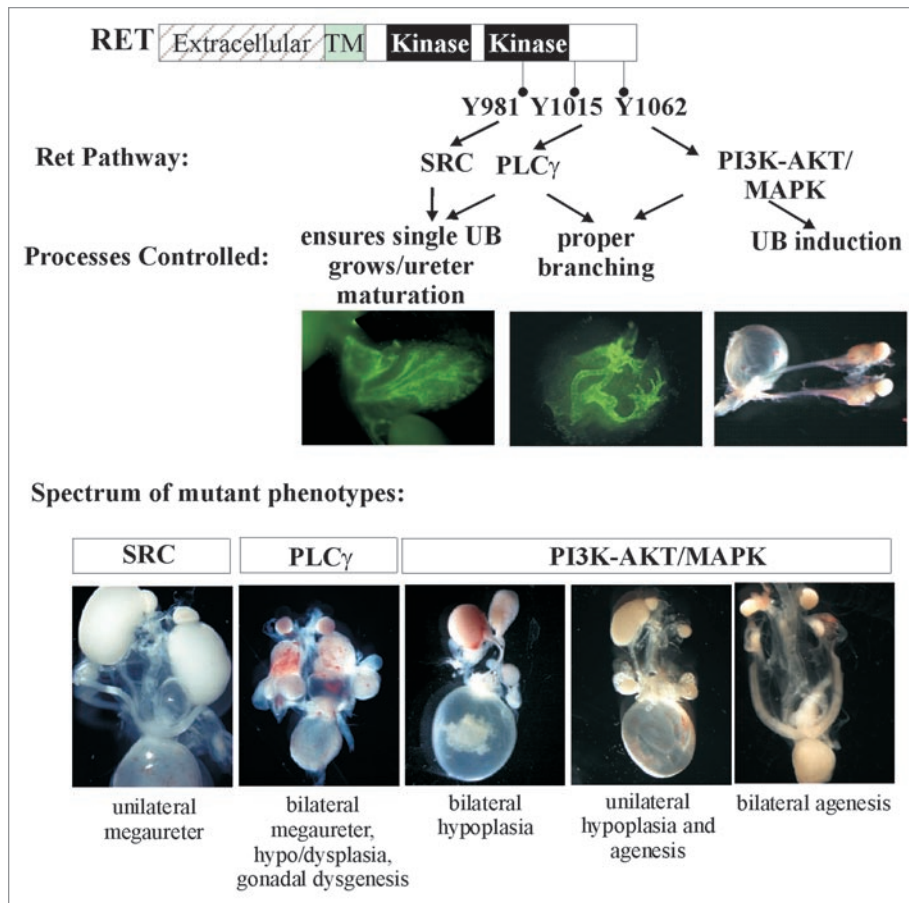 RET Extracellular TM Kinase Kinase
Y981 Y1015 Y1062
Ret Pathway:
SRC PLCγ PI3K-AKT/
MAPK
Processes Controlled:
ensures single UB
grows/ureter
maturation
proper
branching
UB induction
Spectrum of mutant phenotypes:
SRC PLCγ PI3K-AKT/MAPK
unilateral
megaureter
bilateral
megaureter,
hypo/dysplasia,
gonadal dysgenesis
bilateral
hypoplasia
unilateral
hypoplasia and
agenesis
bilateral agenesis